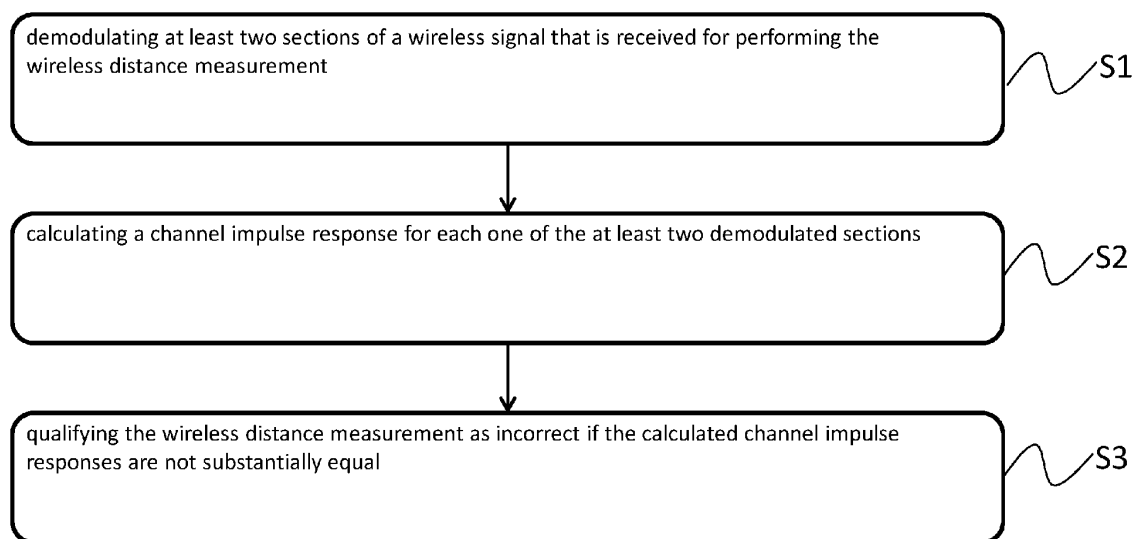 demodulating at least two sections of a wireless signal that is received for performing the
wireless distance measurement
S1
calculating a channel impulse response for each one of the at least two demodulated sections
S2
qualifying the wireless distance measurement as incorrect if the calculated channel impulse
responses are not substantially equal
S3